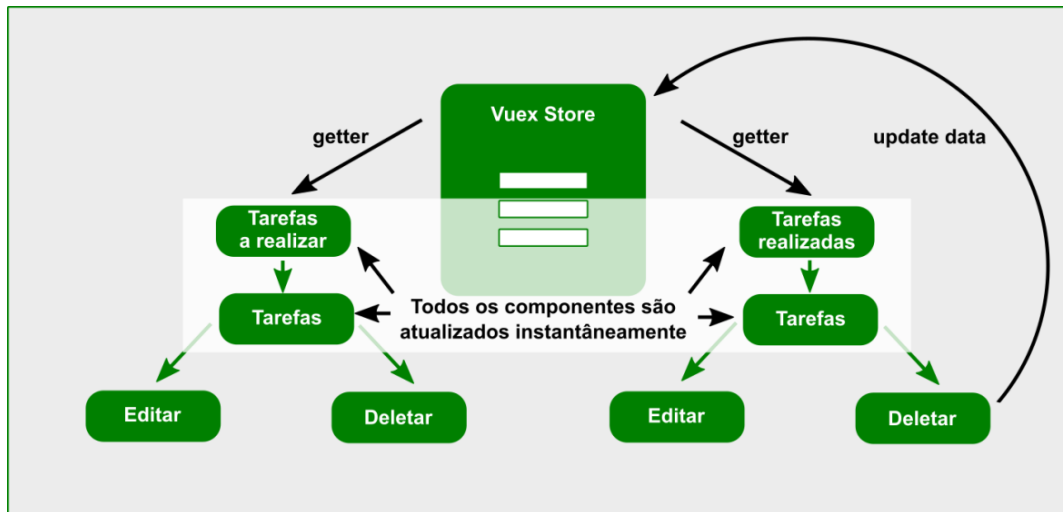 Vuex Store
getter
getter
update data
Tarefas
a realizar
Tarefas
realizadas
Todos os componentes são
atualizados instantâneamente
Tarefas
Tarefas
Editar
Deletar
Editar
Deletar